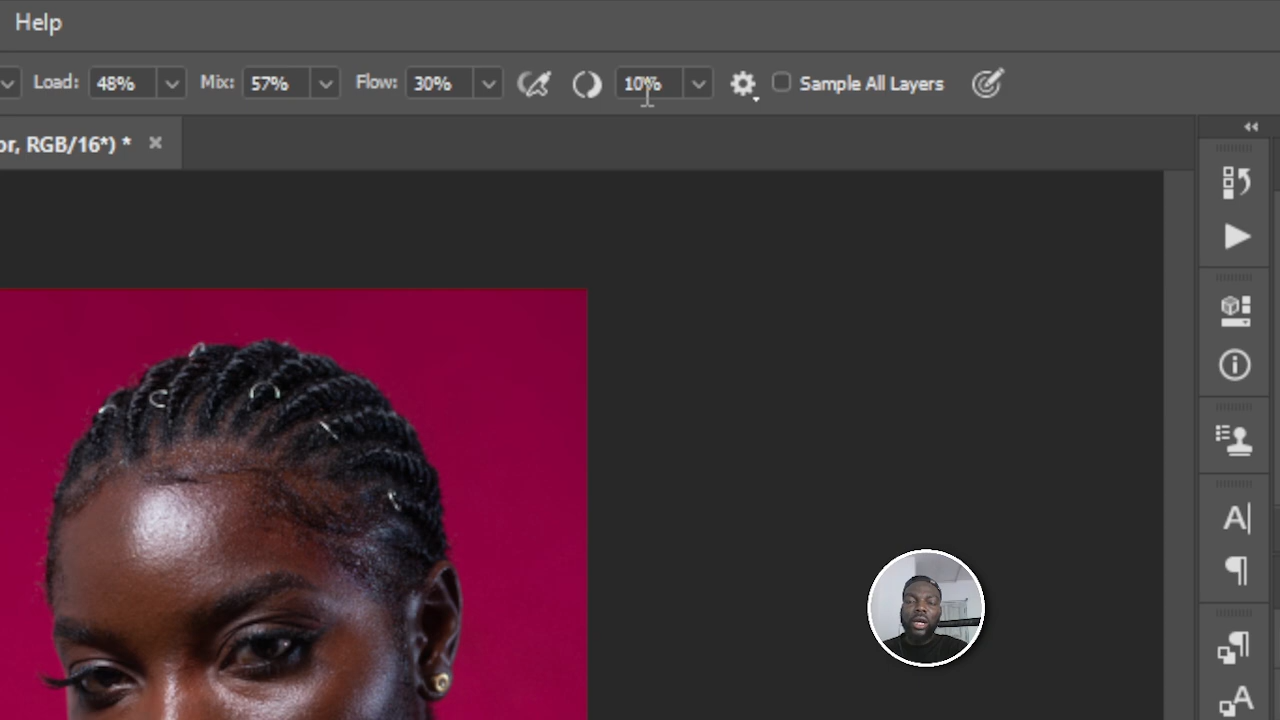 Help
Load: 48% Mix: 57% Flow: 30% 10% Sample All Layers
or, RGB/16*) *